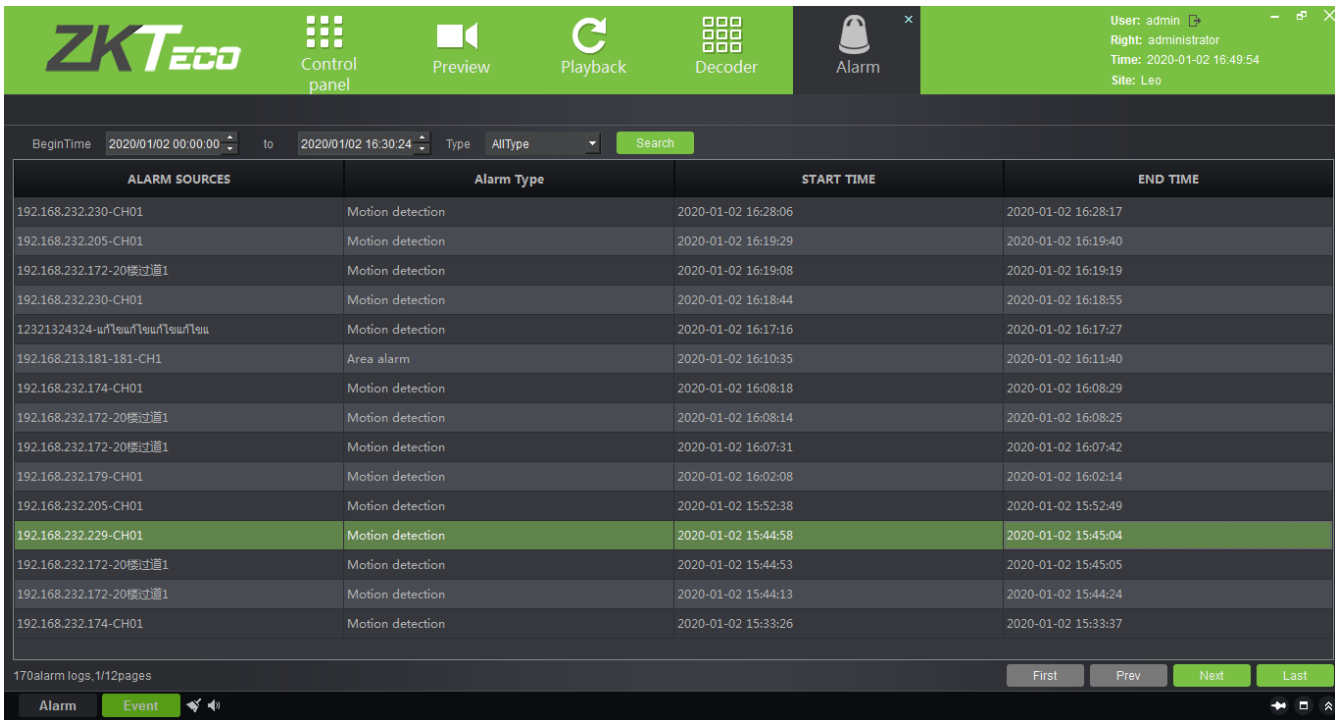 ZKTECO
Control panel
Preview
Playback
Decoder
Alarm
User: admin
Right: administrator
Time: 2020-01-02 16:49:54
Site: Leo
BeginTime 2020/01/02 00:00:00 to 2020/01/02 16:30:24 Type AllType Search
ALARM SOURCES Alarm Type START TIME END TIME
192.168.232.230-CH01 Motion detection 2020-01-02 16:28:06 2020-01-02 16:28:17
192.168.232.205-CH01 Motion detection 2020-01-02 16:19:29 2020-01-02 16:19:40
192.168.232.172-20楼过道1 Motion detection 2020-01-02 16:19:08 2020-01-02 16:19:19
192.168.232.230-CH01 Motion detection 2020-01-02 16:18:44 2020-01-02 16:18:55
12321324324-แก้ไขแก้ไขแก้ไขแก้ไขแ Motion detection 2020-01-02 16:17:16 2020-01-02 16:17:27
192.168.213.181-181-CH1 Area alarm 2020-01-02 16:10:35 2020-01-02 16:11:40
192.168.232.174-CH01 Motion detection 2020-01-02 16:08:18 2020-01-02 16:08:29
192.168.232.172-20楼过道1 Motion detection 2020-01-02 16:08:14 2020-01-02 16:08:25
192.168.232.172-20楼过道1 Motion detection 2020-01-02 16:07:31 2020-01-02 16:07:42
192.168.232.179-CH01 Motion detection 2020-01-02 16:02:08 2020-01-02 16:02:14
192.168.232.205-CH01 Motion detection 2020-01-02 15:52:38 2020-01-02 15:52:49
192.168.232.229-CH01 Motion detection 2020-01-02 15:44:58 2020-01-02 15:45:04
192.168.232.172-20楼过道1 Motion detection 2020-01-02 15:44:53 2020-01-02 15:45:05
192.168.232.172-20楼过道1 Motion detection 2020-01-02 15:44:13 2020-01-02 15:44:24
192.168.232.174-CH01 Motion detection 2020-01-02 15:33:26 2020-01-02 15:33:37
170alarm logs,1/12pages First Prev Next Last
Alarm Event